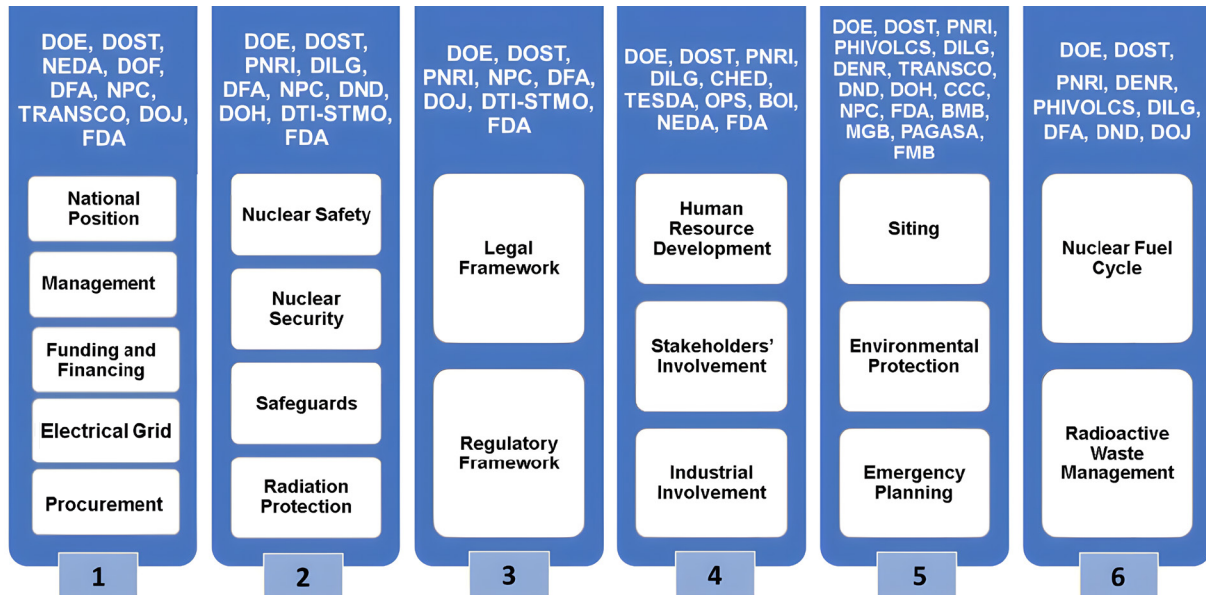 DOE, DOST,
NEDA, DOF,
DFA, NPC,
TRANSCO, DOJ,
FDA
National
Position
Management
Funding and
Financing
Electrical Grid
Procurement
1
DOE, DOST,
PNRI, DILG,
DFA, NPC, DND,
DOH, DTI-STMO,
FDA
Nuclear Safety
Nuclear
Security
Safeguards
Radiation
Protection
2
DOE, DOST,
PNRI, NPC, DFA,
DOJ, DTI-STMO,
FDA
Legal
Framework
Regulatory
Framework
3
DOE, DOST, PNRI,
DILG, CHED,
TESDA, OPS, BOI,
NEDA, FDA
Human
Resource
Development
Stakeholders'
Involvement
Industrial
Involvement
4
DOE, DOST, PNRI,
PHIVOLCS, DILG,
DENR, TRANSCO,
DND, DOH, CCC,
NPC, FDA, BMB,
MGB, PAGASA,
FMB
Siting
Environmental
Protection
Emergency
Planning
5
DOE, DOST,
PNRI, DENR,
PHIVOLCS, DILG,
DFA, DND, DOJ
Nuclear Fuel
Cycle
Radioactive
Waste
Management
6